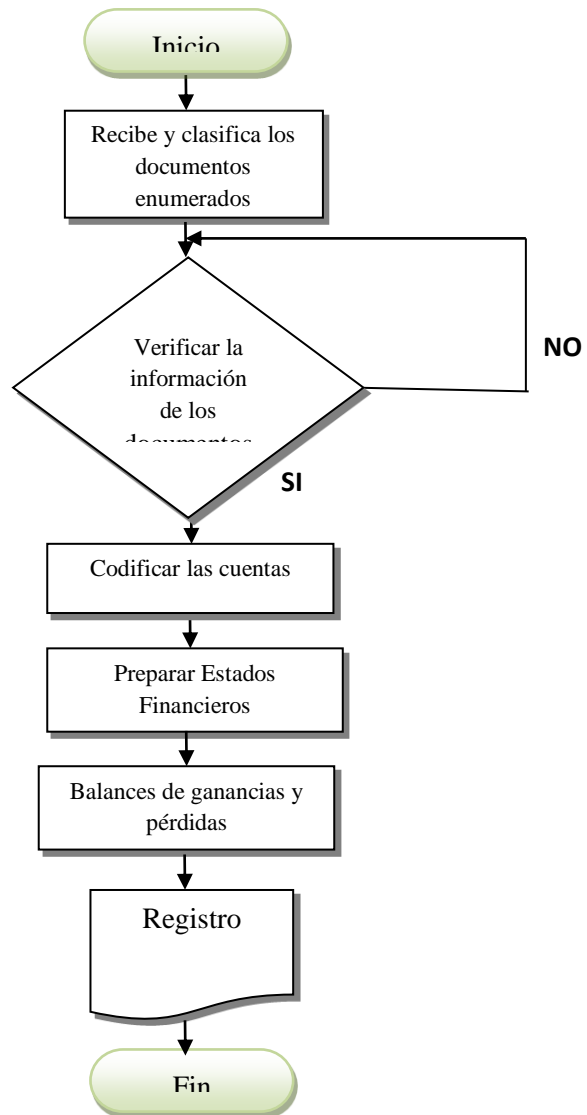 Inicio
Recibe y clasifica los
documentos
enumerados
Verificar la
información
de los
documentos
NO
SI
Codificar las cuentas
Preparar Estados
Financieros
Balances de ganancias y
pérdidas
Registro
Fin